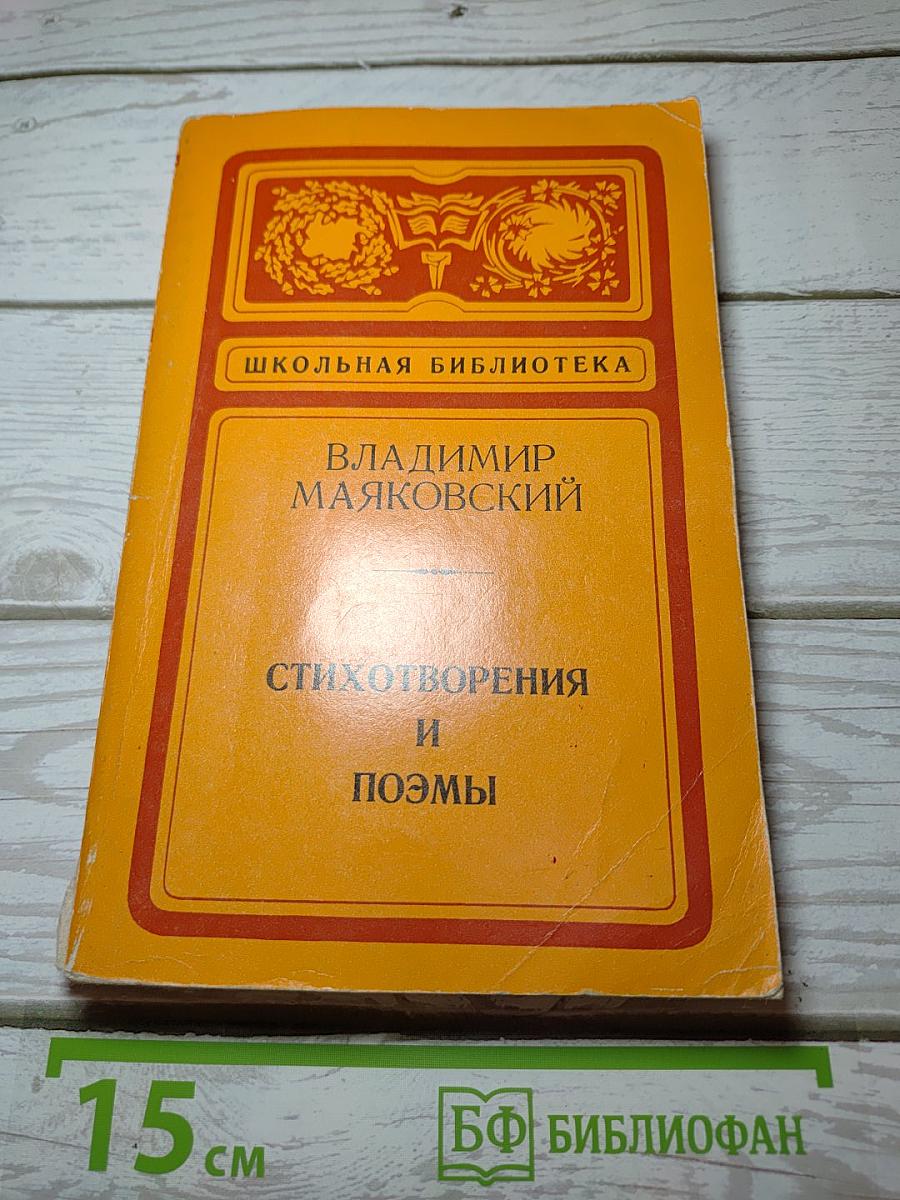 ШКОЛЬНАЯ БИБЛИОТЕКА
ВЛАДИМИР
МАЯКОВСКИЙ
СТИХОТВОРЕНИЯ
И
ПОЭМЫ
15 см
БФ БИБЛИОФАН